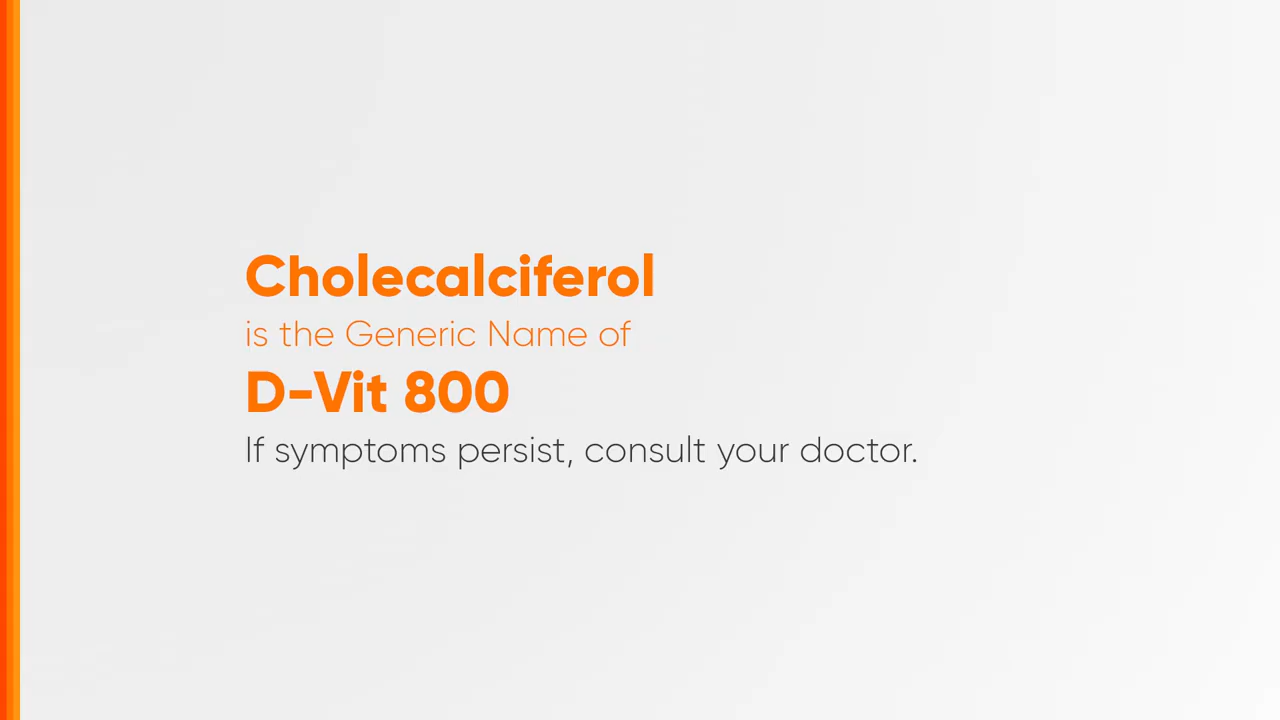 Cholecalciferol
is the Generic Name of
D-Vit 800
If symptoms persist, consult your doctor.